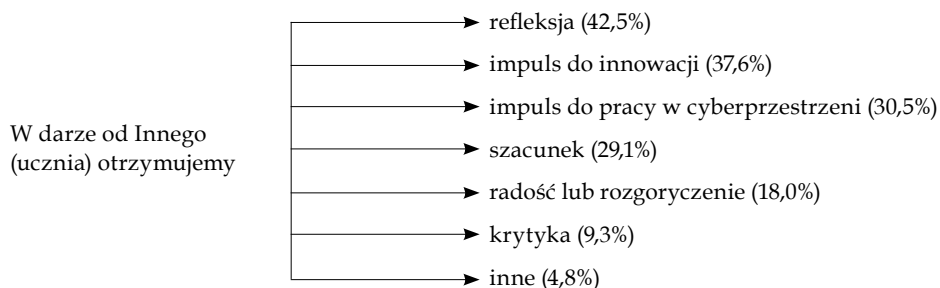 W darze od Innego
(ucznia) otrzymujemy
refleksja (42,5%)
impuls do innowacji (37,6%)
impuls do pracy w cyberprzestrzeni (30,5%)
szacunek (29,1%)
radość lub rozgoryczenie (18,0%)
krytyka (9,3%)
inne (4,8%)